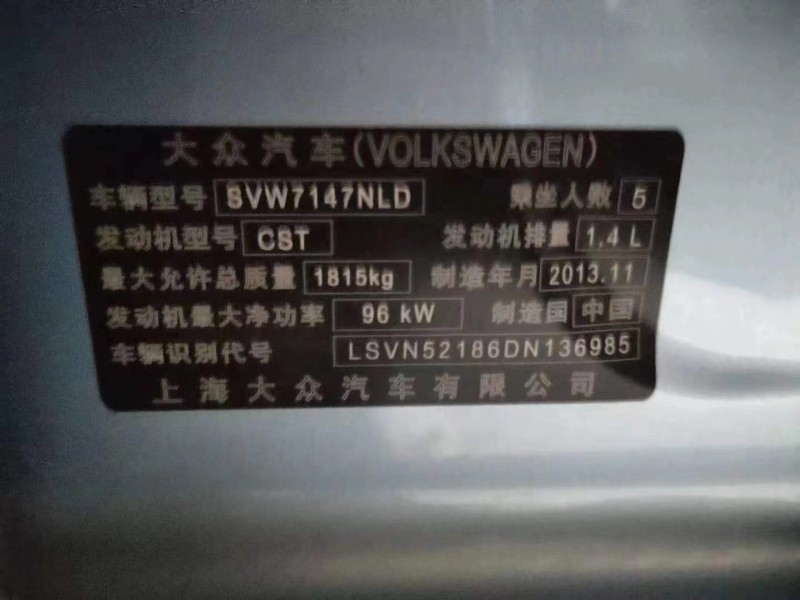 大众汽车(VOLKSWAGEN)
车辆型号 SVW7147NLD 乘坐人数 5
发动机型号 CST 发动机排量 1.4 L
最大允许总质量 1815kg 制造年月 2013.11
发动机最大净功率 96 kW 制造国 中国
车辆识别代号 LSVN52186DN136985
上海大众汽车有限公司